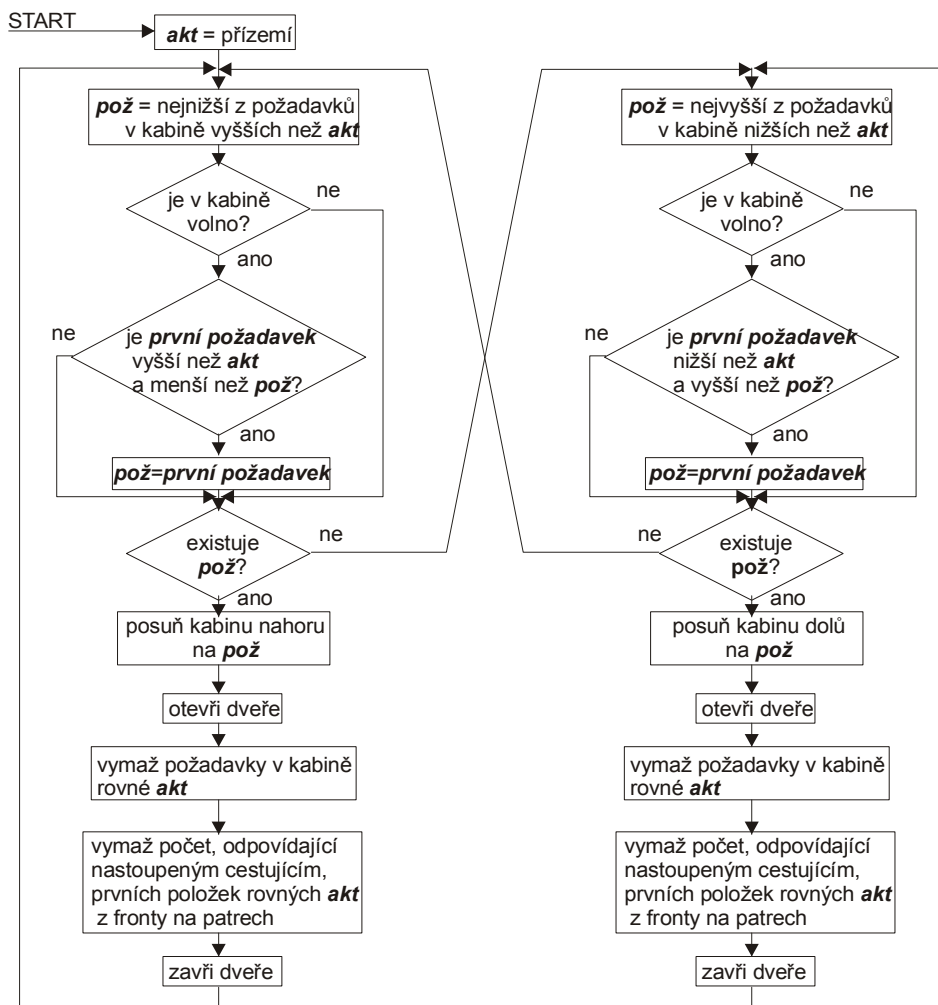 START
akt = přízemí
pož = nejnižší z požadavků
v kabině vyšších než akt
je v kabině
volno?
ne
ano
ne
je první požadavek
vyšší než akt
a menší než pož?
ano
pož=první požadavek
existuje
pož?
ne
ano
posuň kabinu nahoru
na pož
otevři dveře
vymaž požadavky v kabině
rovné akt
vymaž počet, odpovídající
nastoupeným cestujícím,
prvních položek rovných akt
z fronty na patrech
zavři dveře
pož = nejvyšší z požadavků
v kabině nižších než akt
je v kabině
volno?
ne
ano
ne
je první požadavek
nižší než akt
a vyšší než pož?
ano
pož=první požadavek
ne
existuje
pož?
ano
posuň kabinu dolů
na pož
otevři dveře
vymaž požadavky v kabině
rovné akt
vymaž počet, odpovídající
nastoupeným cestujícím,
prvních položek rovných akt
z fronty na patrech
zavři dveře